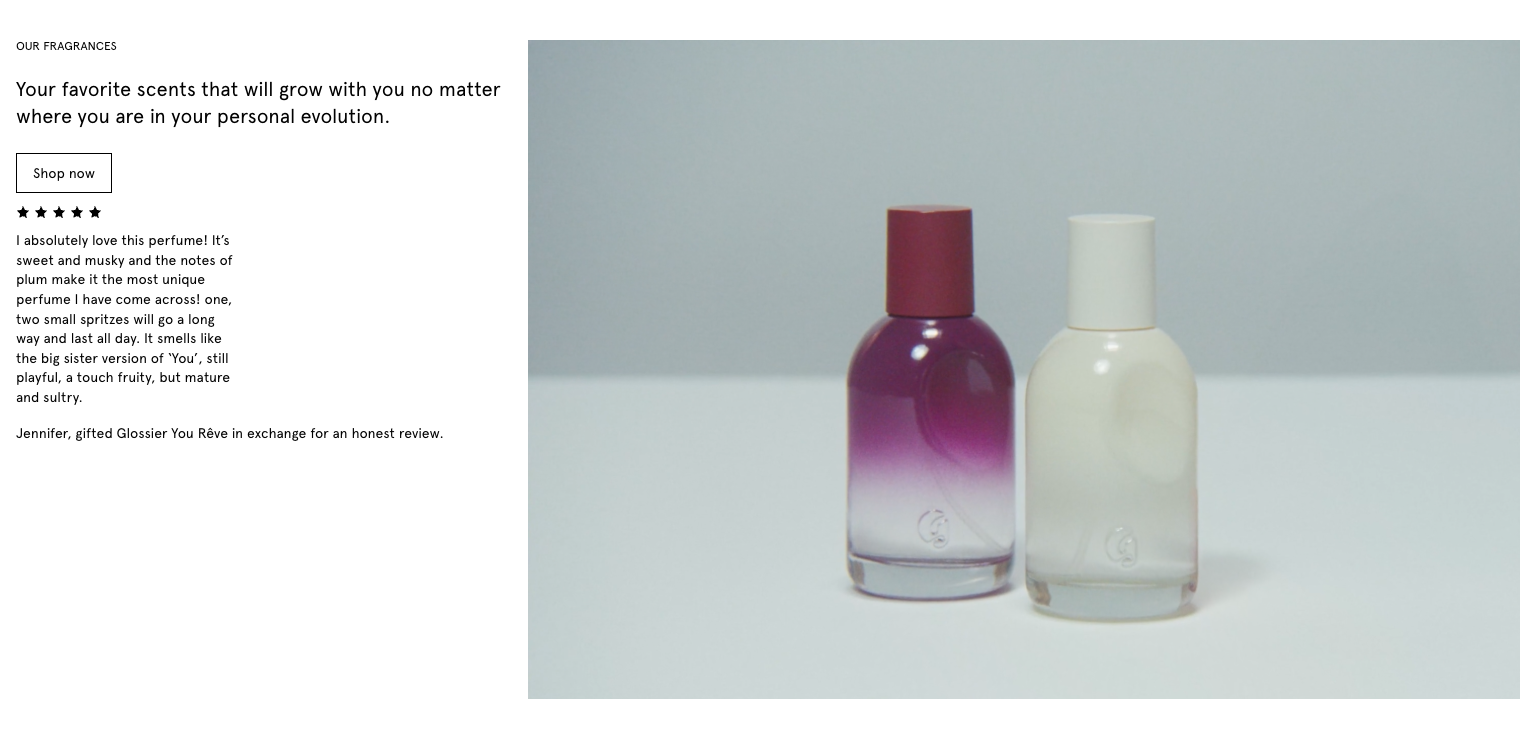 OUR FRAGRANCES
Your favorite scents that will grow with you no matter
where you are in your personal evolution.
Shop now
I absolutely love this perfume! It’s
sweet and musky and the notes of
plum make it the most unique
perfume I have come across! one,
two small spritzes will go a long
way and last all day. It smells like
the big sister version of ‘You’, still
playful, a touch fruity, but mature
and sultry.
Jennifer, gifted Glossier You Rêve in exchange for an honest review.
G
G